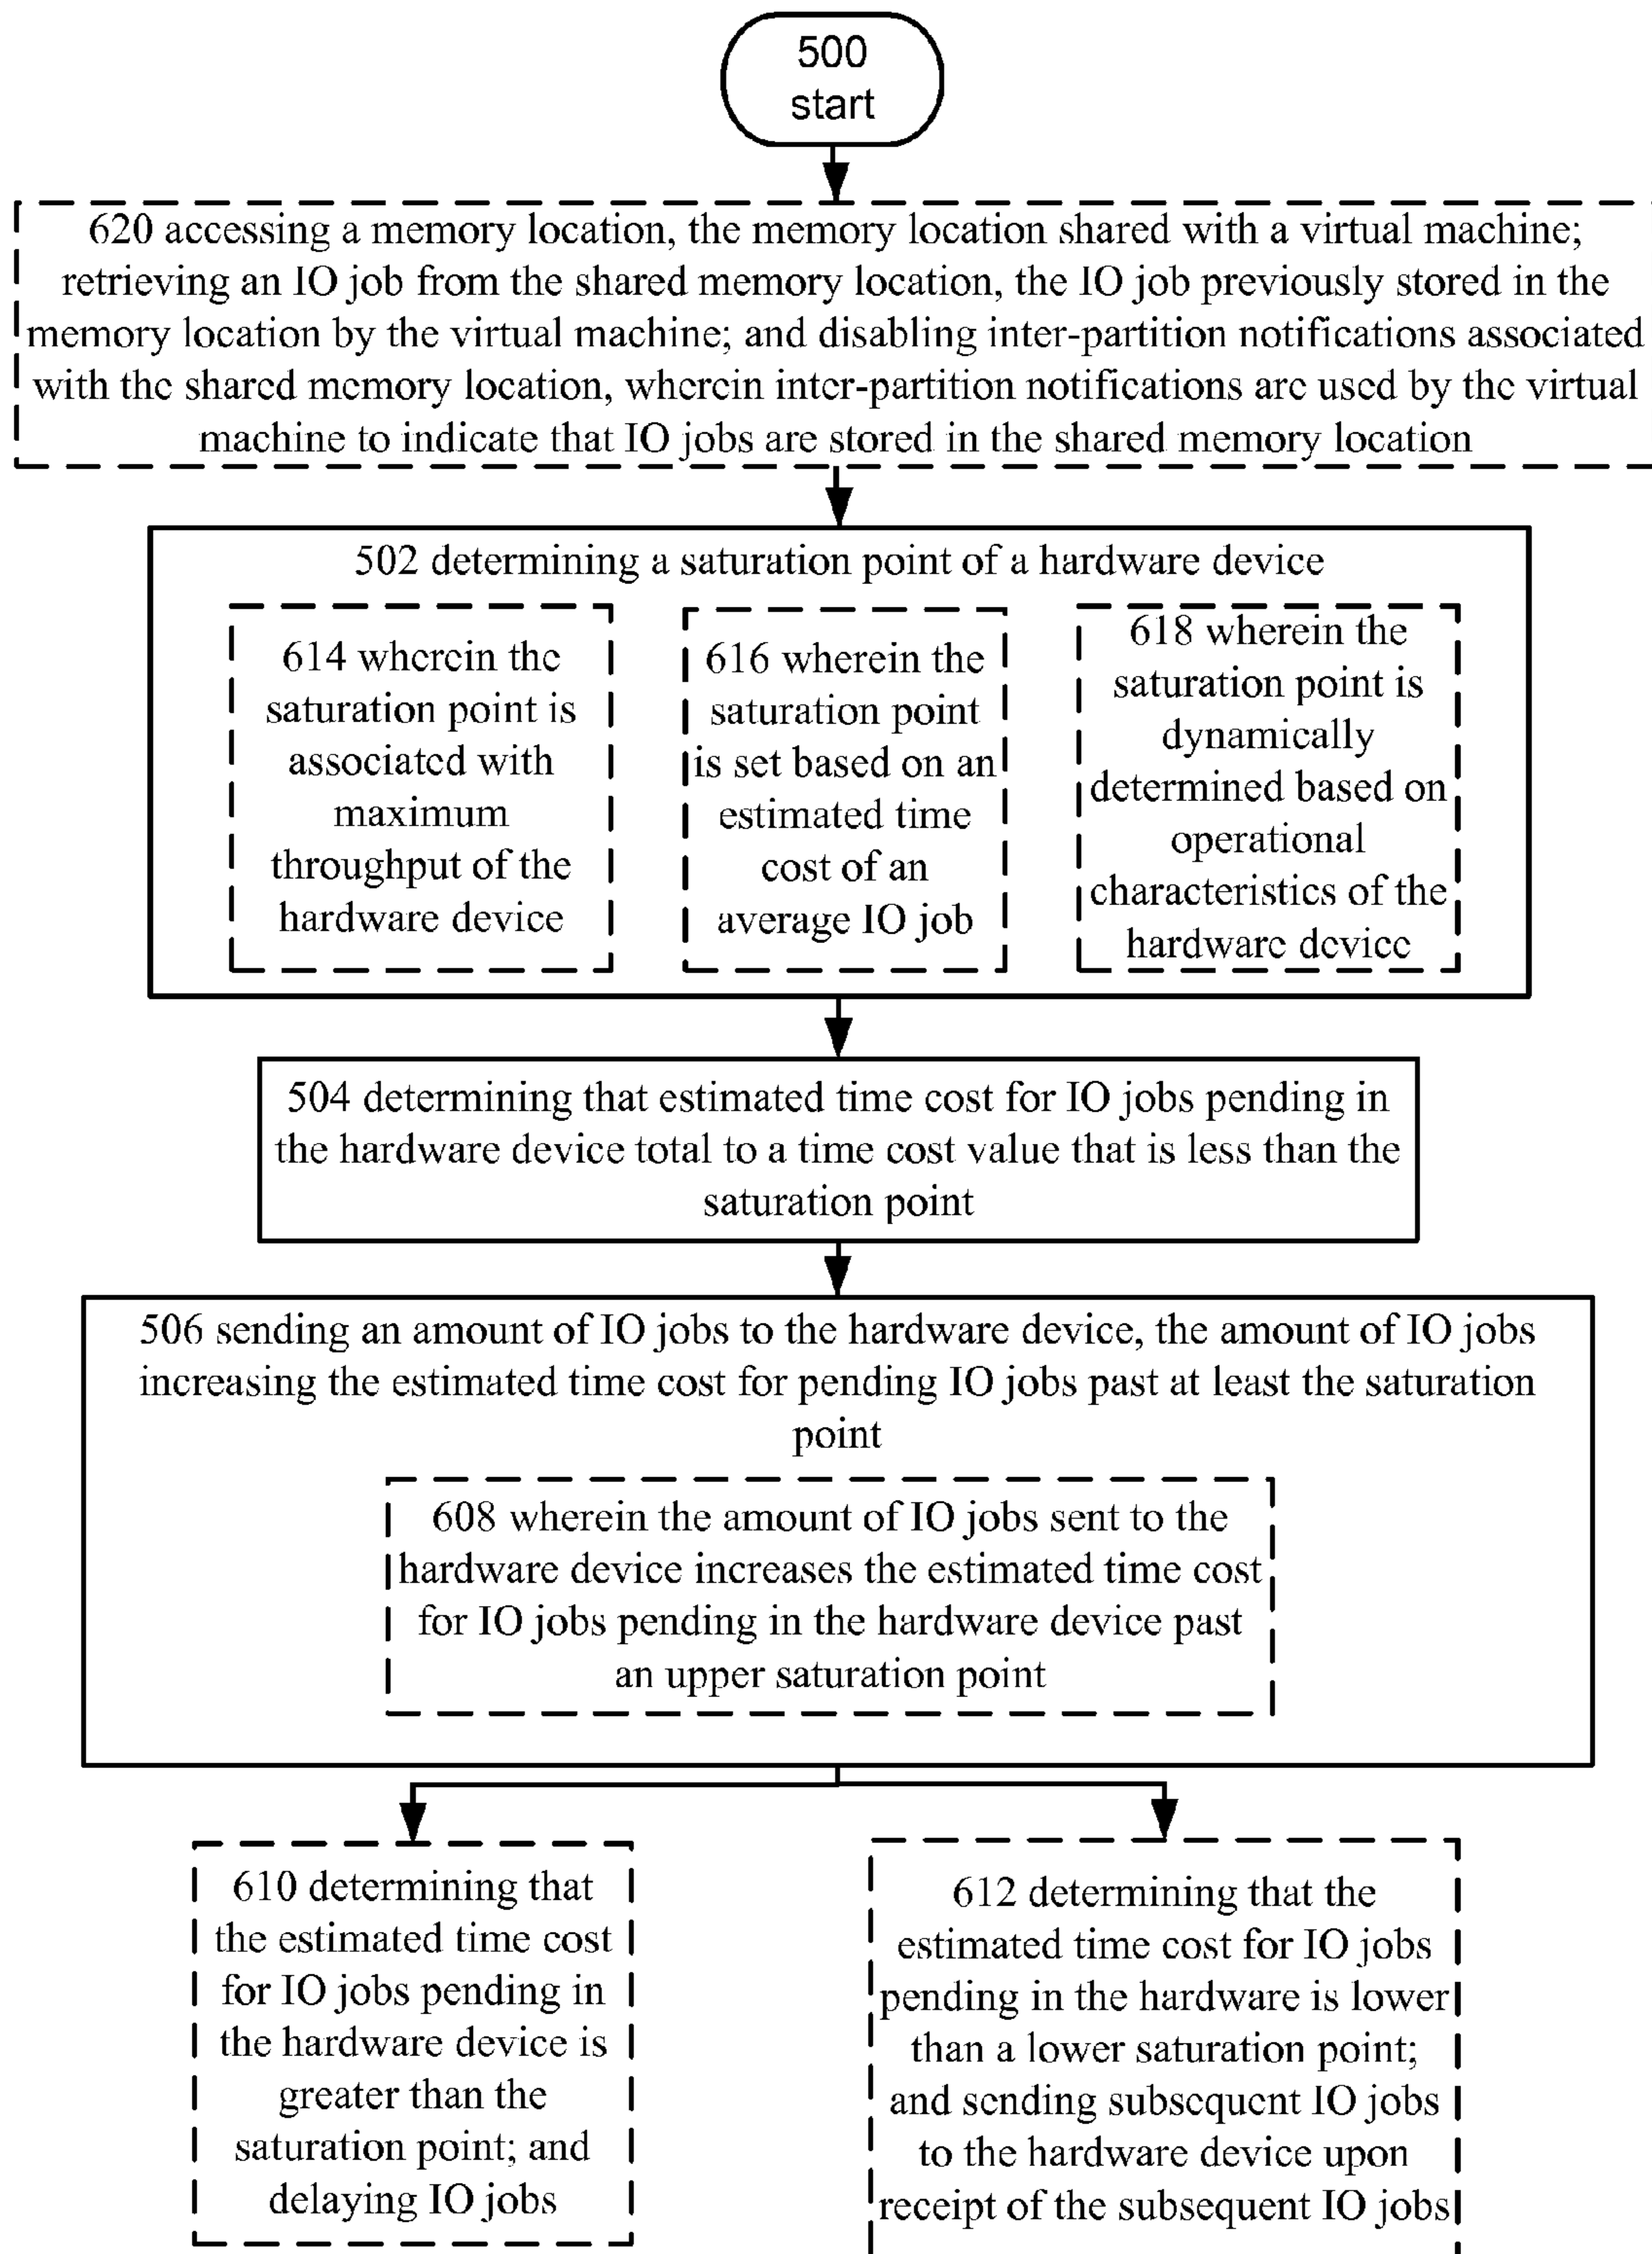 500
start
620 accessing a memory location, the memory location shared with a virtual machine;
retrieving an IO job from the shared memory location, the IO job previously stored in the
memory location by the virtual machine; and disabling inter-partition notifications associated
with the shared memory location, wherein inter-partition notifications are used by the virtual
machine to indicate that IO jobs are stored in the shared memory location
502 determining a saturation point of a hardware device
614 wherein the
saturation point is
associated with
maximum
throughput of the
hardware device
616 wherein the
saturation point
is set based on an
estimated time
cost of an
average IO job
618 wherein the
saturation point is
dynamically
determined based on
operational
characteristics of the
hardware device
504 determining that estimated time cost for IO jobs pending in
the hardware device total to a time cost value that is less than the
saturation point
506 sending an amount of IO jobs to the hardware device, the amount of IO jobs
increasing the estimated time cost for pending IO jobs past at least the saturation
point
608 wherein the amount of IO jobs sent to the
hardware device increases the estimated time cost
for IO jobs pending in the hardware device past
an upper saturation point
610 determining that
the estimated time cost
for IO jobs pending in
the hardware device is
greater than the
saturation point; and
delaying IO jobs
612 determining that the
estimated time cost for IO jobs
pending in the hardware is lower
than a lower saturation point;
and sending subsequent IO jobs
to the hardware device upon
receipt of the subsequent IO jobs